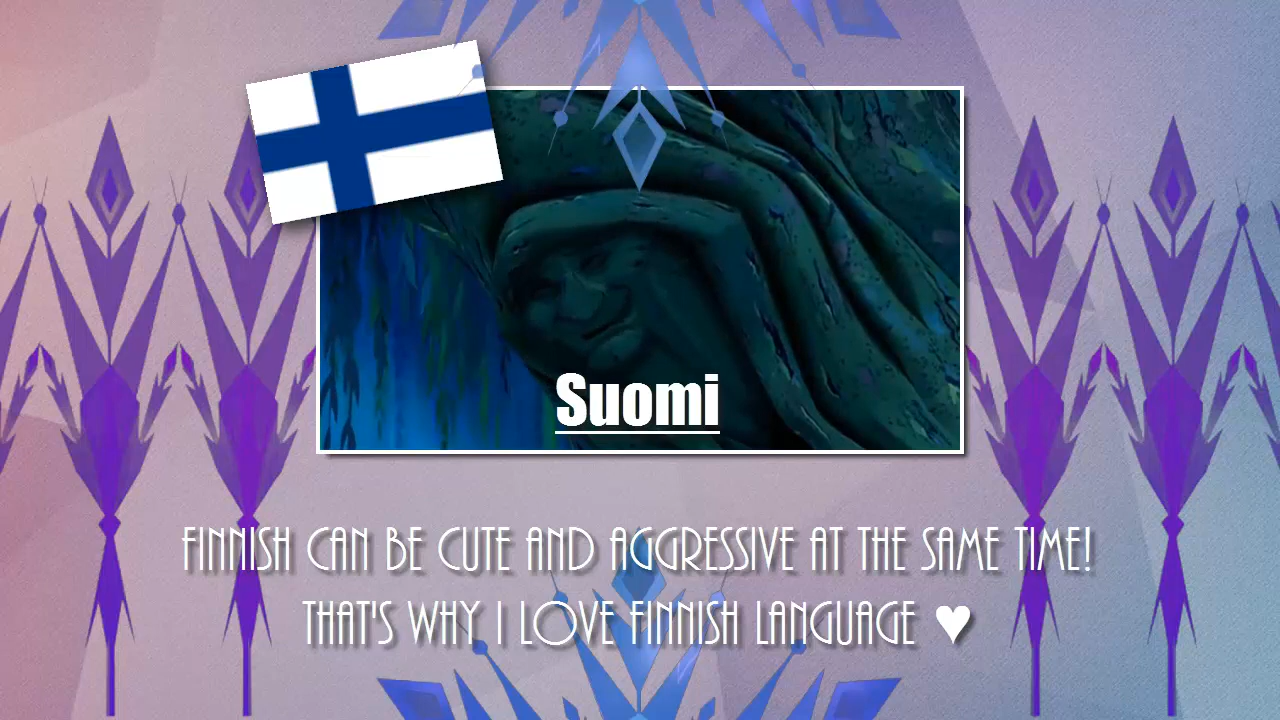 Suomi
FINNISH CAN BE CUTE AND AGGRESSIVE AT THE SAME TIME!
THAT'S WHY I LOVE FINNISH LANGUAGE ♥